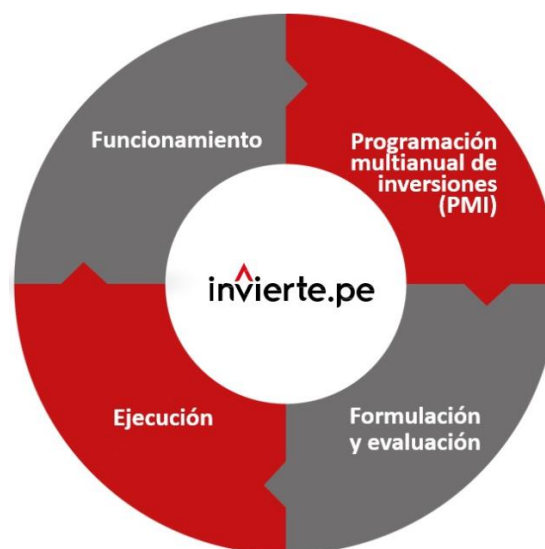 Funcionamiento
Programación
multianual de
inversiones
(PMI)
invierte.pe
Ejecución
Formulación
y evaluación